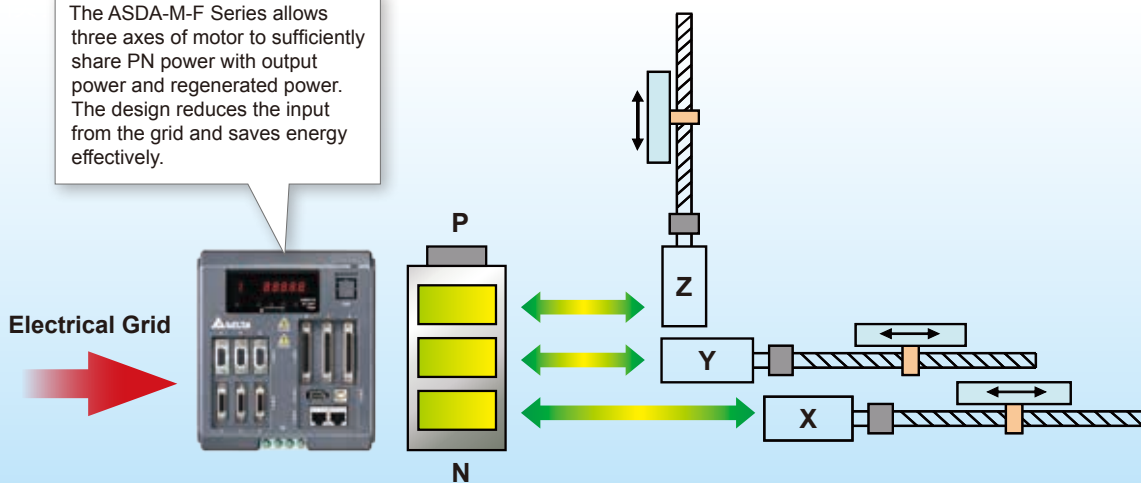 The ASDA-M-F Series allows
three axes of motor to sufficiently
share PN power with output
power and regenerated power.
The design reduces the input
from the grid and saves energy
effectively.
P
Z
Electrical Grid
DELTA
Y
X
N